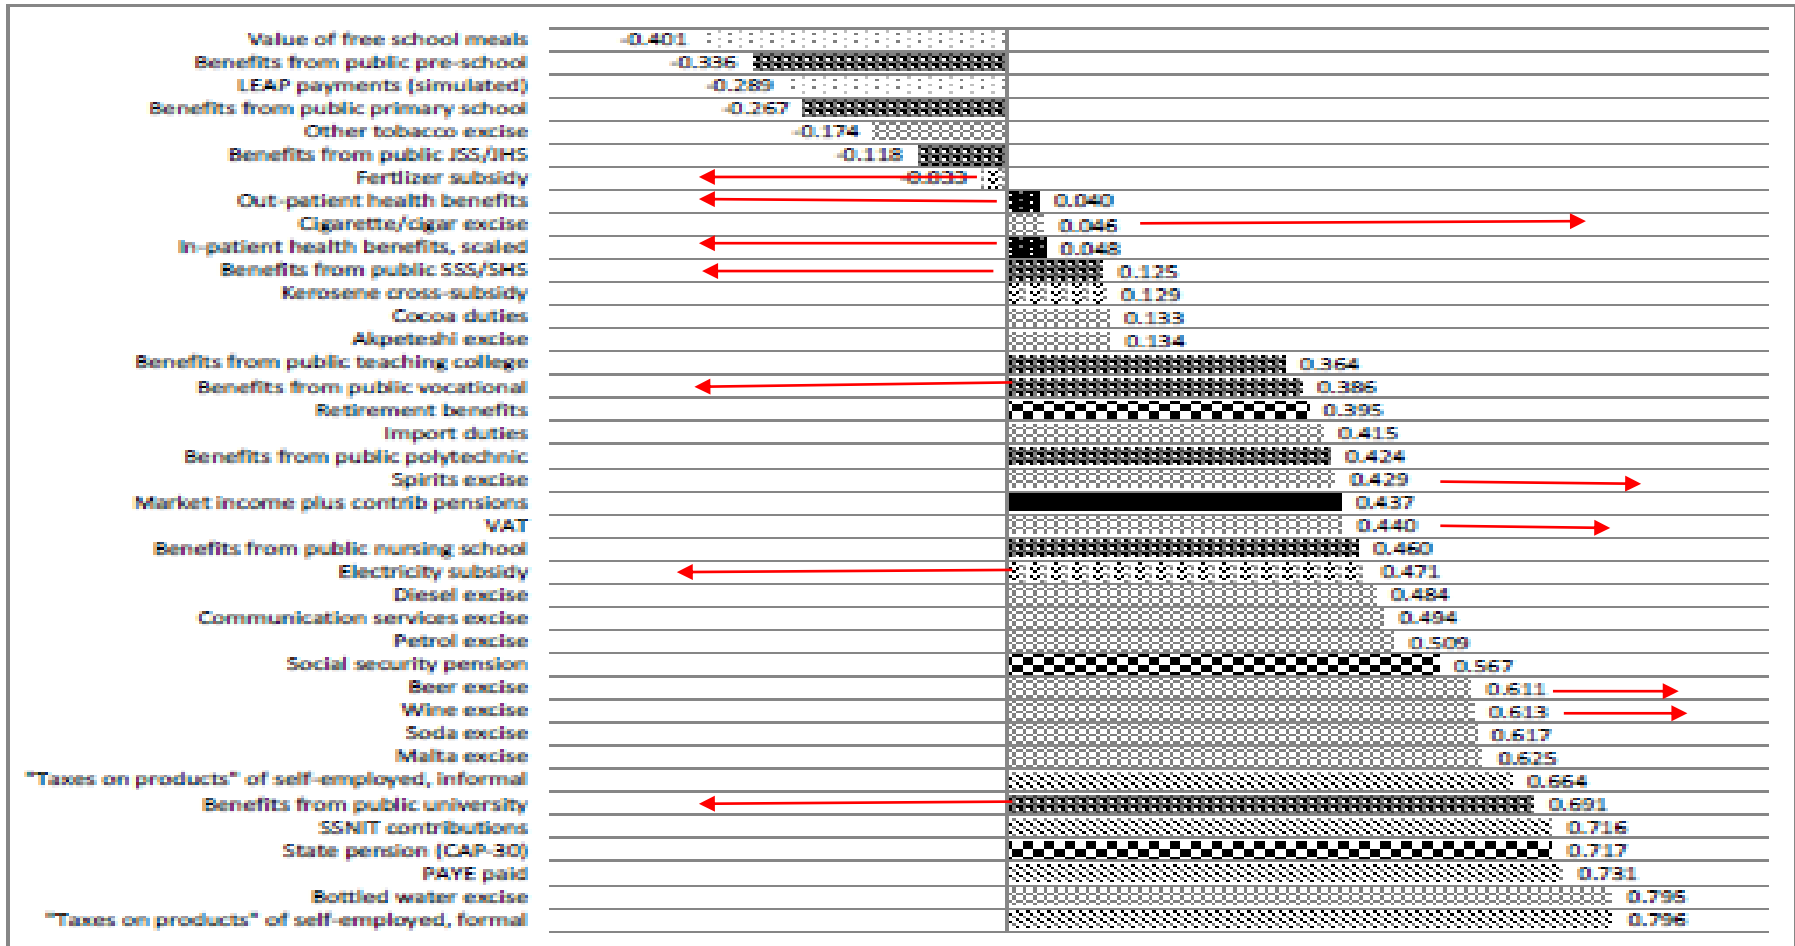 Value of free school meals -0.401
Benefits from public pre-school -0.336
LEAP payments (simulated) -0.289
Benefits from public primary school -0.267
Other tobacco excise -0.174
Benefits from public JSS/JHS -0.118
Fertlizer subsidy -0.033
Out-patient health benefits 0.040
Cigarette/cigar excise 0.046
In-patient health benefits, scaled 0.048
Benefits from public SSS/SHS 0.125
Kerosene cross-subsidy 0.129
Cocoa duties 0.133
Akpeteshi excise 0.134
Benefits from public teaching college 0.364
Benefits from public vocational 0.386
Retirement benefits 0.395
Import duties 0.415
Benefits from public polytechnic 0.424
Spirits excise 0.429
Market income plus contrib pensions 0.437
VAT 0.440
Benefits from public nursing school 0.460
Electricity subsidy 0.471
Diesel excise 0.484
Communication services excise 0.494
Petrol excise 0.509
Social security pension 0.567
Beer excise 0.611
Wine excise 0.613
Soda excise 0.617
Malta excise 0.625
"Taxes on products" of self-employed, informal 0.664
Benefits from public university 0.691
SSNIT contributions 0.716
State pension (CAP-30) 0.717
PAYE paid 0.731
Bottled water excise 0.795
"Taxes on products" of self-employed, formal 0.796